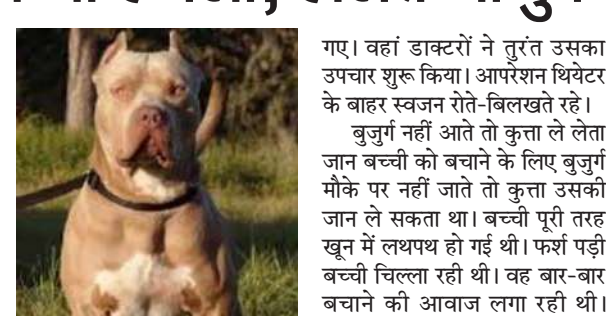 गए। वहां डाक्टरों ने तुरंत उसका
उपचार शुरू किया। आपरेशन थियेटर
के बाहर स्वजन रोते-बिलखते रहे।
बुजुर्ग नहीं आते तो कुत्ता ले लेता
जान बच्ची को बचाने के लिए बुजुर्ग
मौके पर नहीं जाते तो कुत्ता उसकी
जान ले सकता था। बच्ची पूरी तरह
खून में लथपथ हो गई थी। फर्श पड़ी
बच्ची चिल्ला रही थी। वह बार-बार
बचाने की आवाज लगा रही थी।